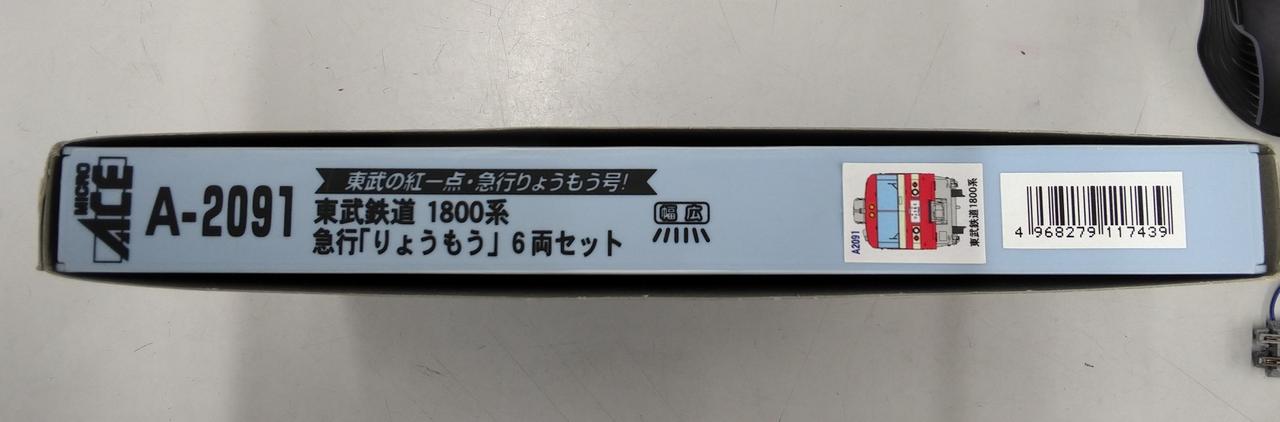 MICRO
ACE
A-2091
東武の紅一点・急行りょうもう号!
東武鉄道 1800系
急行「りょうもう」6両セット
幅広
A2091
東武鉄道1800系
4 968279 117439